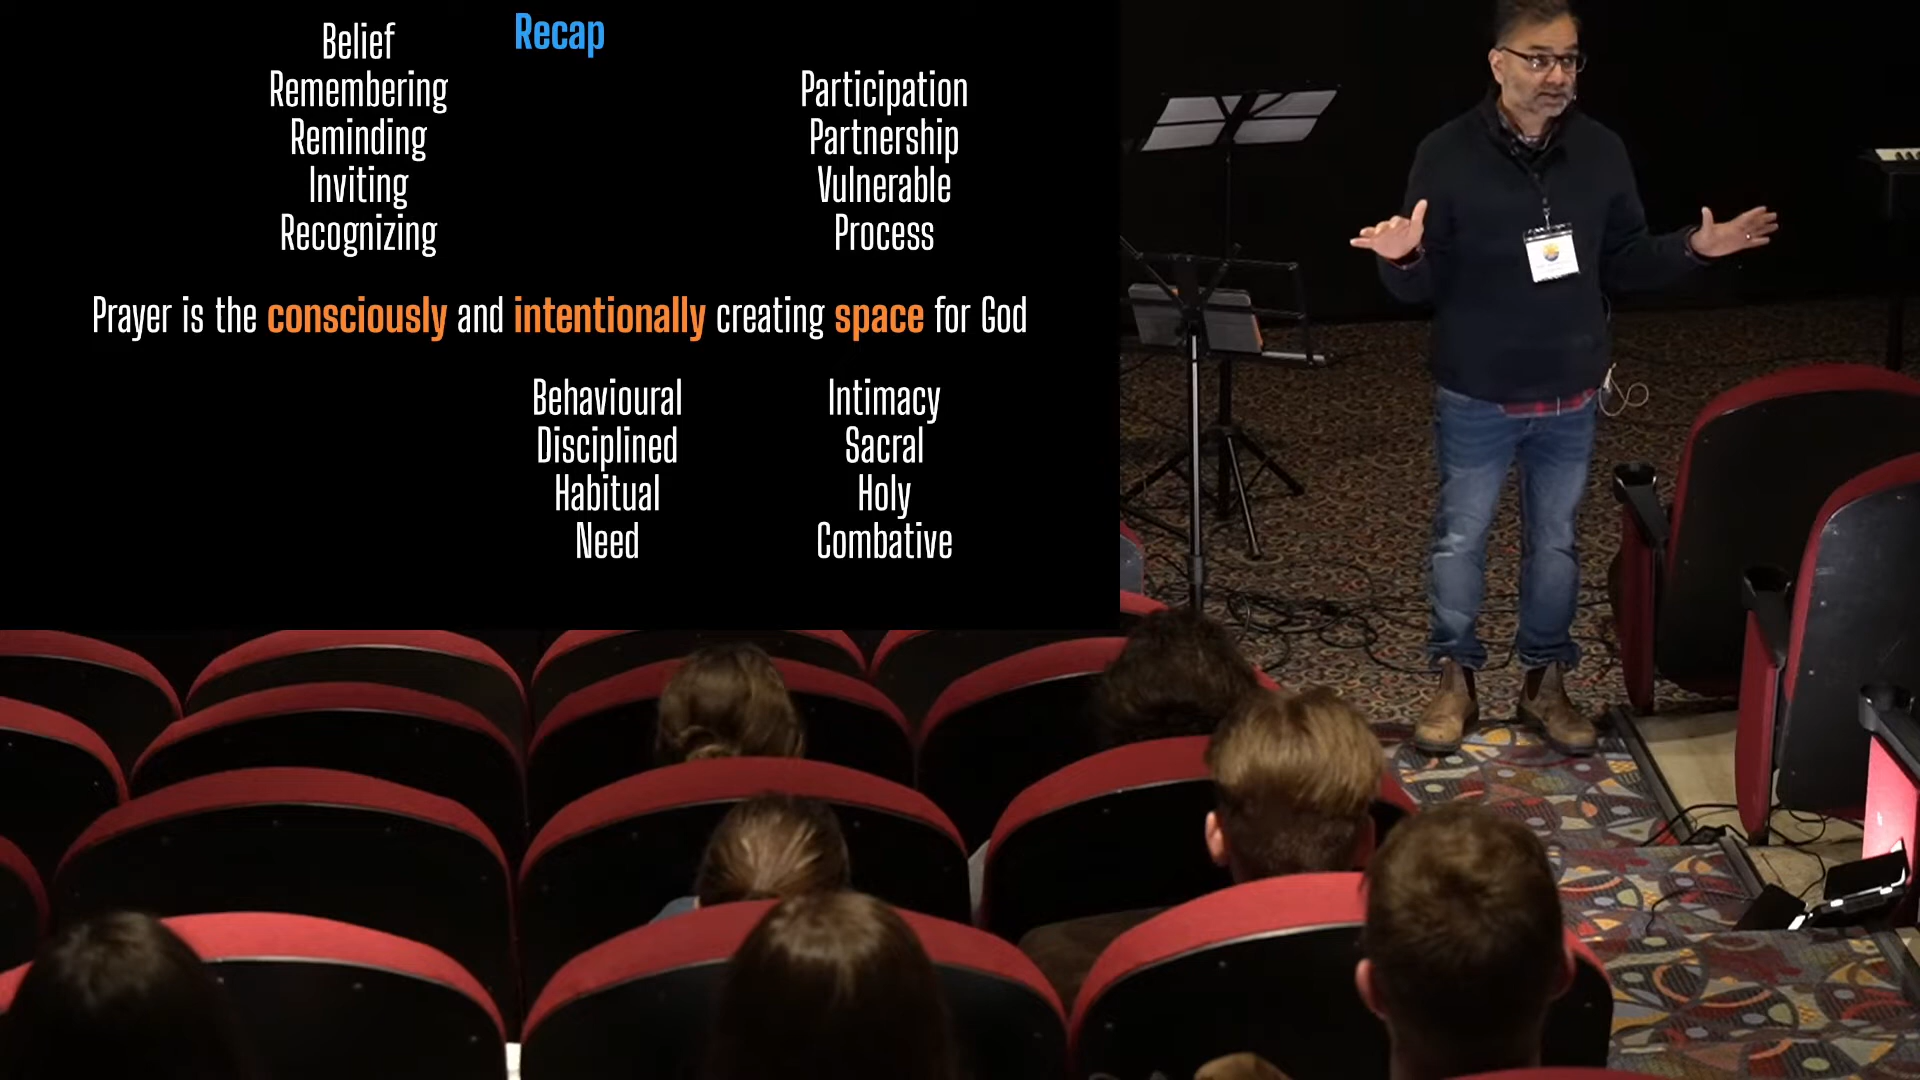 Recap
Belief
Remembering
Reminding
Inviting
Recognizing
Participation
Partnership
Vulnerable
Process
Prayer is the consciously and intentionally creating space for God
Behavioural
Disciplined
Habitual
Need
Intimacy
Sacral
Holy
Combative